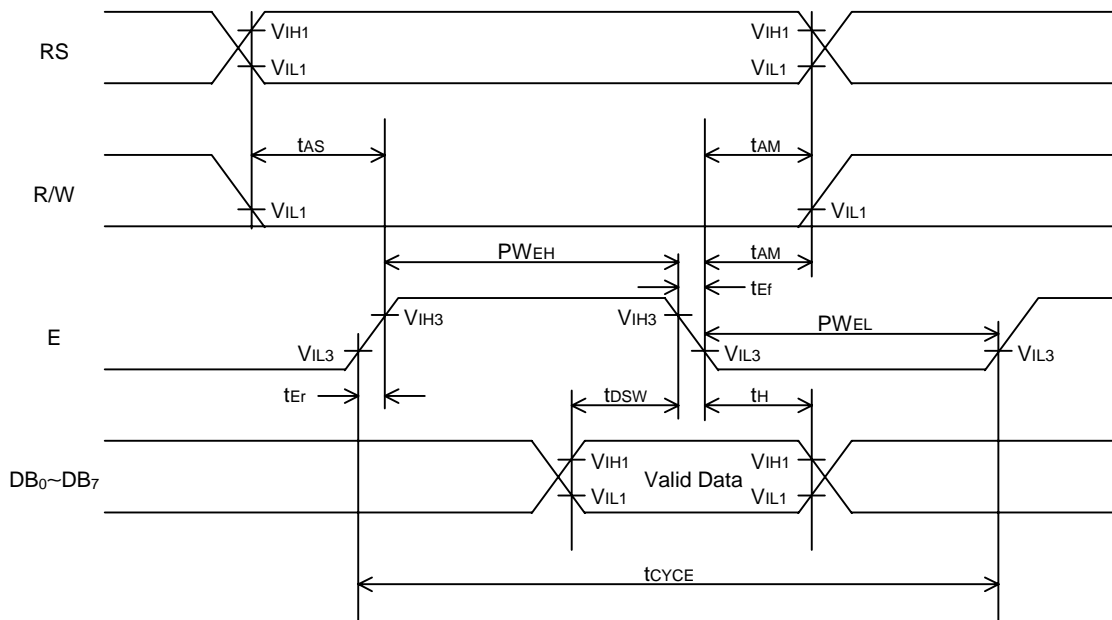 RS
VIH1
VIL1
VIH1
VIL1
tAS
tAM
R/W
VIL1
VIL1
PWEH
tAM
tEf
E
VIH3
VIH3
PWEL
VIL3
VIL3
VIL3
tEr
tDSW
tH
DB0~DB7
VIH1
VIL1
Valid Data
VIH1
VIL1
tCYCE